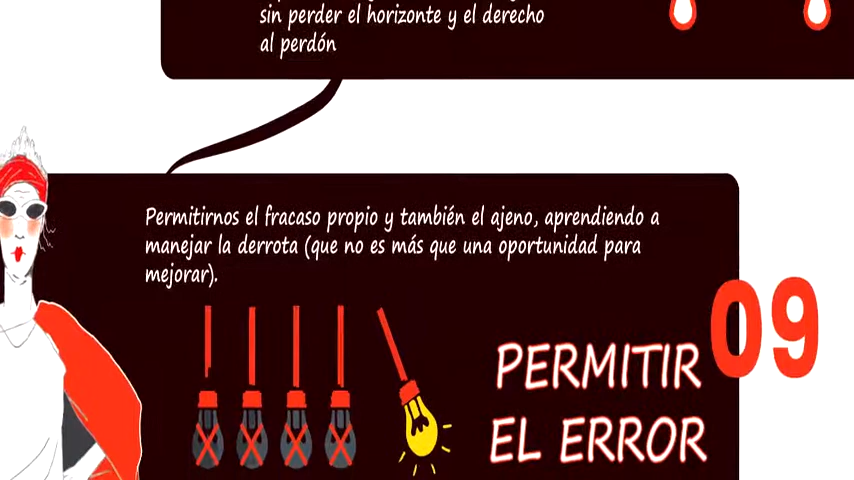 sin perder el horizonte y el derecho
al perdón
Permitirnos el fracaso propio y también el ajeno, aprendiendo a
manejar la derrota (que no es más que una oportunidad para
mejorar).
09
PERMITIR
EL ERROR